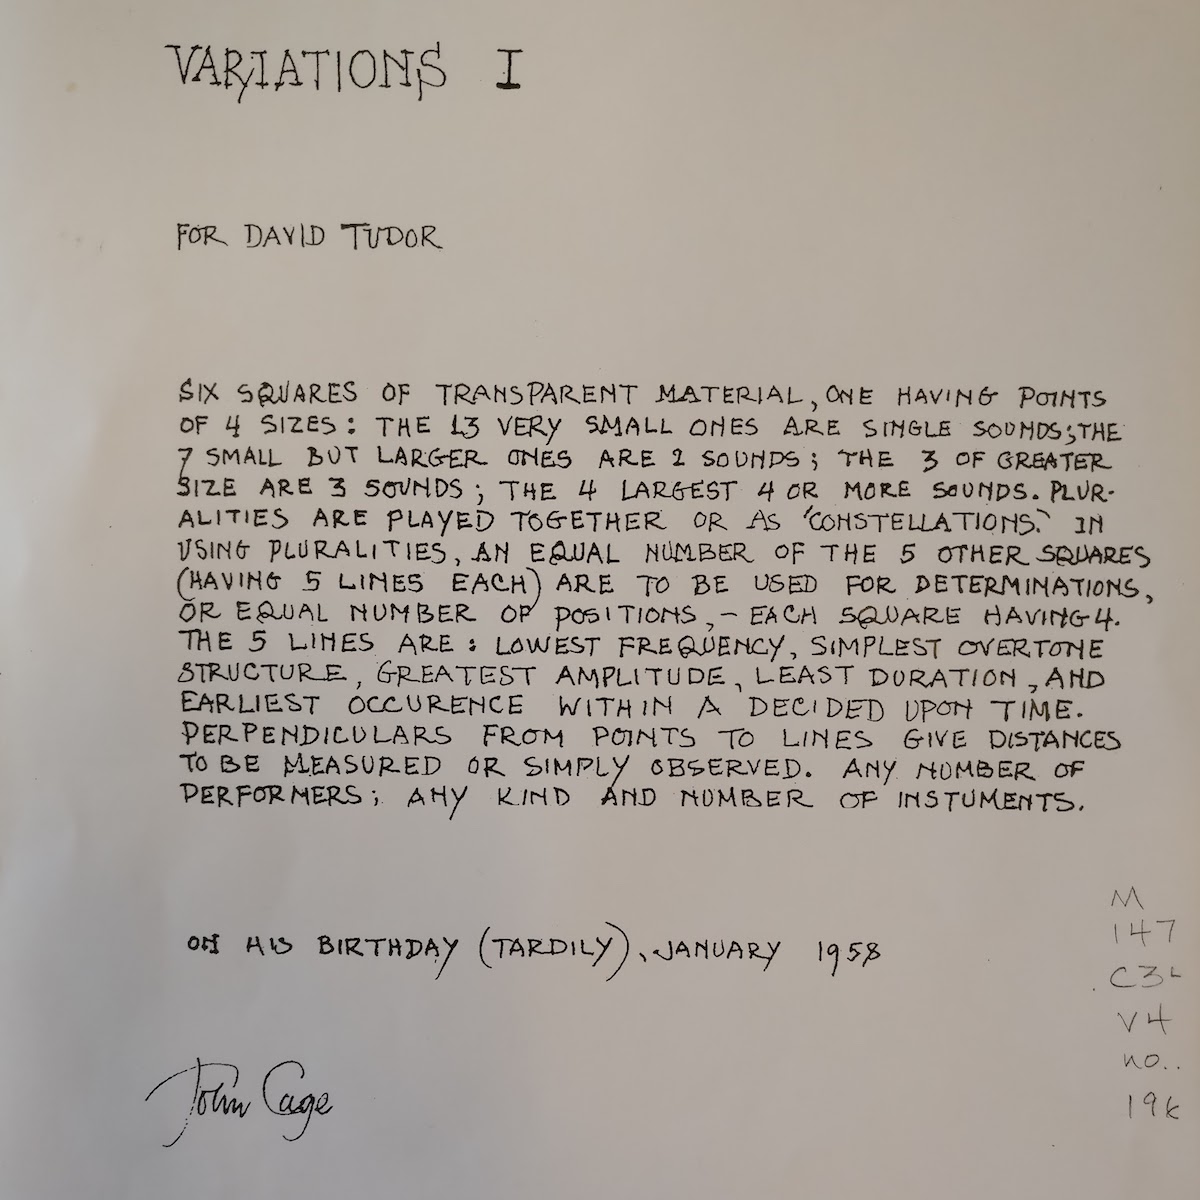 VARIATIONS I
FOR DAVID TUDOR
SIX SQUARES OF TRANSPARENT MATERIAL, ONE HAVING POINTS
OF 4 SIZES: THE 13 VERY SMALL ONES ARE SINGLE SOUNDS; THE
7 SMALL BUT LARGER ONES ARE 2 SOUNDS; THE 3 OF GREATER
SIZE ARE 3 SOUNDS; THE 4 LARGEST 4 OR MORE SOUNDS. PLUR-
ALITIES ARE PLAYED TOGETHER OR AS 'CONSTELLATIONS.' IN
USING PLURALITIES, AN EQUAL NUMBER OF THE 5 OTHER SQUARES
(HAVING 5 LINES EACH) ARE TO BE USED FOR DETERMINATIONS,
OR EQUAL NUMBER OF POSITIONS, – EACH SQUARE HAVING 4.
THE 5 LINES ARE: LOWEST FREQUENCY, SIMPLEST OVERTONE
STRUCTURE, GREATEST AMPLITUDE, LEAST DURATION, AND
EARLIEST OCCURENCE WITHIN A DECIDED UPON TIME.
PERPENDICULARS FROM POINTS TO LINES GIVE DISTANCES
TO BE MEASURED OR SIMPLY OBSERVED. ANY NUMBER OF
PERFORMERS; ANY KIND AND NUMBER OF INSTUMENTS.
ON HIS BIRTHDAY (TARDILY), JANUARY 1958
John Cage
M
147
V4
no..